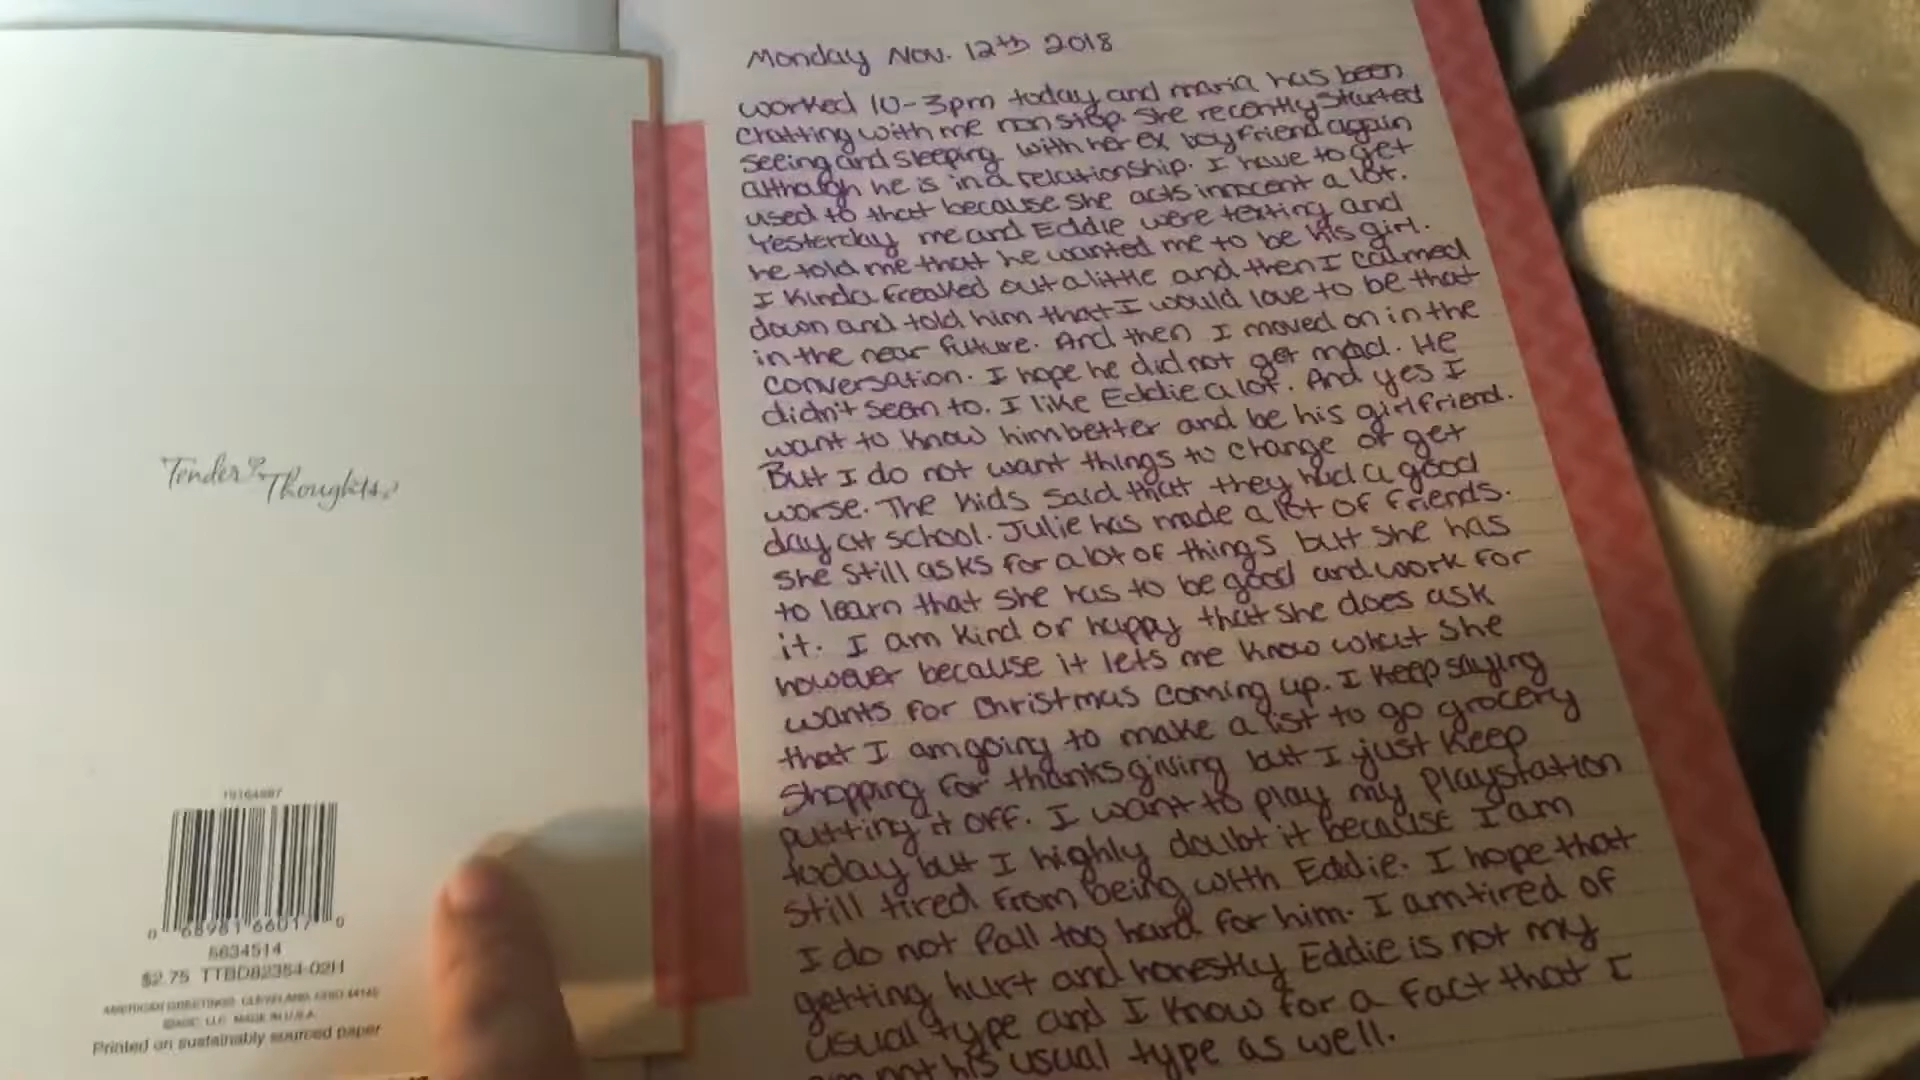 Tender
Thoughts
19164987
0 68981 66017 0
6634514
$2.75 TTBD82354-02H
AMERICAN GREETINGS CLEVELAND, OHIO 44145
©AGC, LLC MADE IN U.S.A.
Printed on sustainably sourced paper
Monday Nov. 12th 2018
worked 10-3pm today and maria has been
chatting with me non stop. She recently started
seeing and sleeping with her ex boyfriend again
although he is in a relationship. I have to get
used to that because she acts innocent a lot.
Yesterday me and Eddie were texting and
he told me that he wanted me to be his girl.
I kinda freaked out a little and then I calmed
down and told him that I would love to be that
in the near future. And then I moved on in the
conversation. I hope he did not get mad. He
didn't seem to. I like Eddie a lot. And yes I
want to know him better and be his girlfriend.
But I do not want things to change or get
worse. The kids said that they had a good
day at school. Julie has made a lot of friends.
she still asks for a lot of things but she has
to learn that she has to be good and work for
it. I am kind of happy that she does ask
however because it lets me know what she
wants for Christmas coming up. I keep saying
that I am going to make a list to go grocery
shopping for thanksgiving but I just keep
putting it off. I want to play my playstation
today but I highly doubt it because I am
still tired from being with Eddie. I hope that
I do not fall too hard for him. I am tired of
getting hurt and honestly Eddie is not my
usual type and I know for a fact that I
am not his usual type as well.